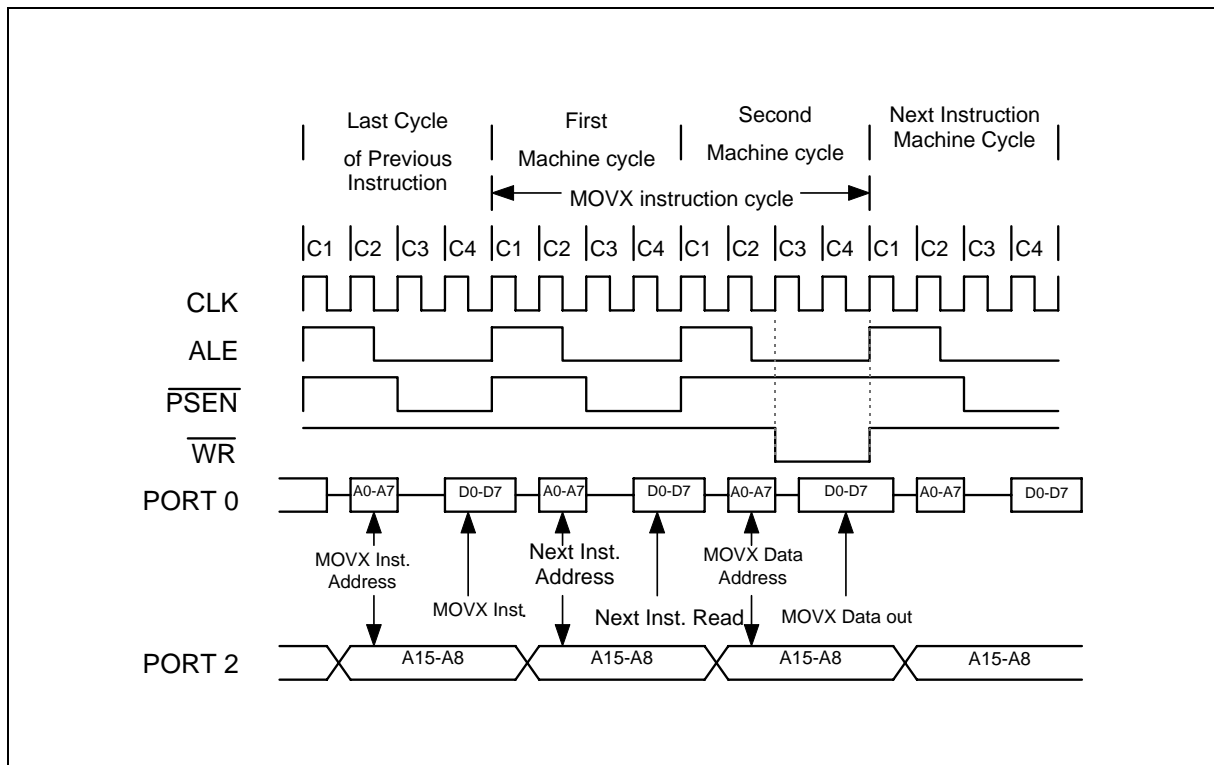 Last Cycle
of Previous
Instruction
First
Machine cycle
Second
Machine cycle
Next Instruction
Machine Cycle
MOVX instruction cycle
C1 C2 C3 C4 C1 C2 C3 C4 C1 C2 C3 C4 C1 C2 C3 C4
CLK
ALE
PSEN
WR
PORT 0
A0-A7 D0-D7 A0-A7 D0-D7 A0-A7 D0-D7 A0-A7 D0-D7
MOVX Inst.
Address
MOVX Inst.
Next Inst.
Address
Next Inst. Read
MOVX Data
Address
MOVX Data out
PORT 2
A15-A8 A15-A8 A15-A8 A15-A8